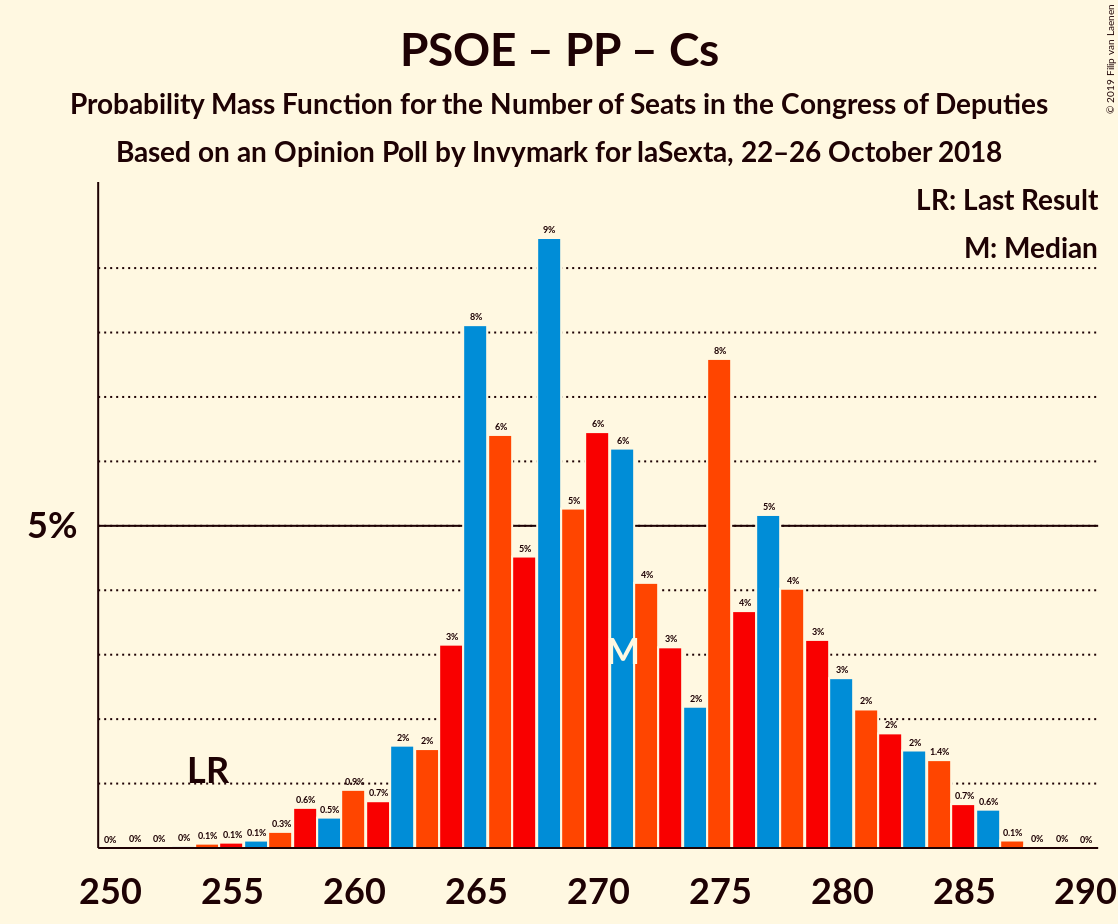 PSOE – PP – Cs
Probability Mass Function for the Number of Seats in the Congress of Deputies
Based on an Opinion Poll by Invymark for laSexta, 22–26 October 2018
© 2019 Filip van Laenen
LR: Last Result
M: Median
5%
0% 0% 0% 0% 0.1% 0.1% 0.1% 0.3% 0.6% 0.5% 0.9% 0.7% 2% 2% 3% 8% 6% 5% 9% 5% 6% 6% 4% 3% 2% 8% 4% 5% 4% 3% 3% 2% 2% 2% 1.4% 0.7% 0.6% 0.1% 0% 0% 0%
M
LR
250 255 260 265 270 275 280 285 290